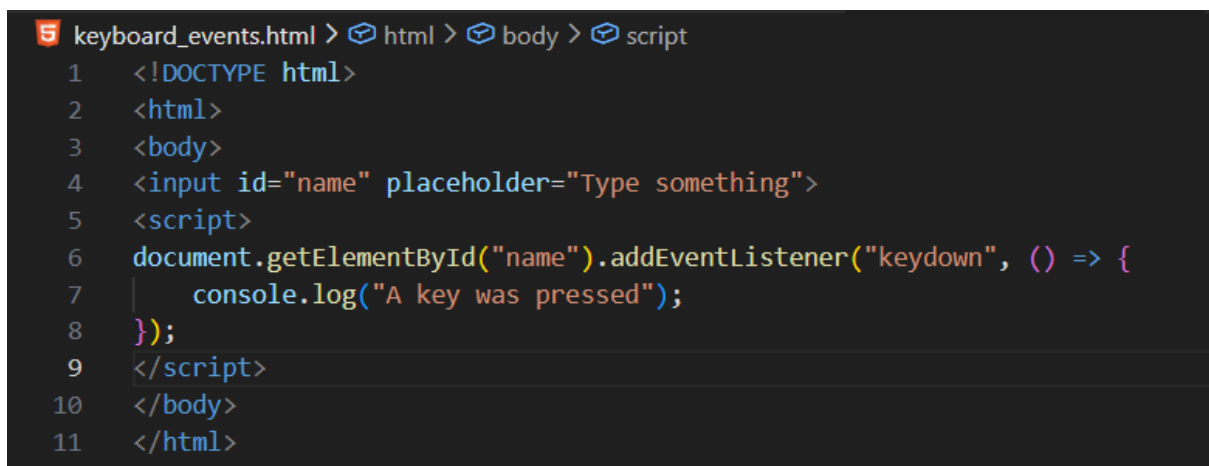 keyboard_events.html > html > body > script
1 <!DOCTYPE html>
2 <html>
3 <body>
4 <input id="name" placeholder="Type something">
5 <script>
6 document.getElementById("name").addEventListener("keydown", () => {
7     console.log("A key was pressed");
8 });
9 </script>
10 </body>
11 </html>